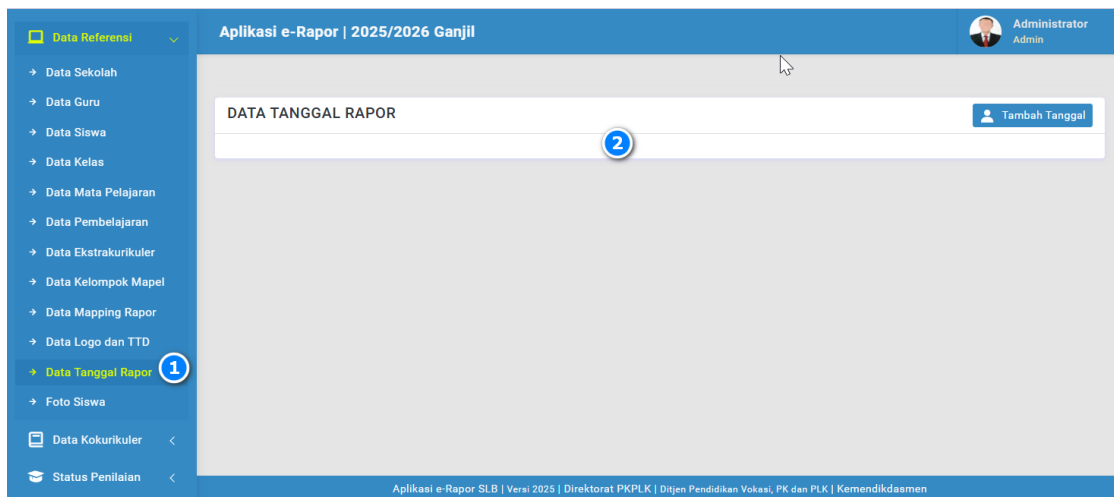 Data Referensi
Aplikasi e-Rapor | 2025/2026 Ganjil
Administrator
Admin
Data Sekolah
Data Guru
Data Siswa
Data Kelas
Data Mata Pelajaran
Data Pembelajaran
Data Ekstrakurikuler
Data Kelompok Mapel
Data Mapping Rapor
Data Logo dan TTD
Data Tanggal Rapor 1
Foto Siswa
Data Kokurikuler
Status Penilaian
DATA TANGGAL RAPOR
Tambah Tanggal
2
Aplikasi e-Rapor SLB | Versi 2025 | Direktorat PKPLK | Ditjen Pendidikan Vokasi, PK dan PLK | Kemendikdasmen